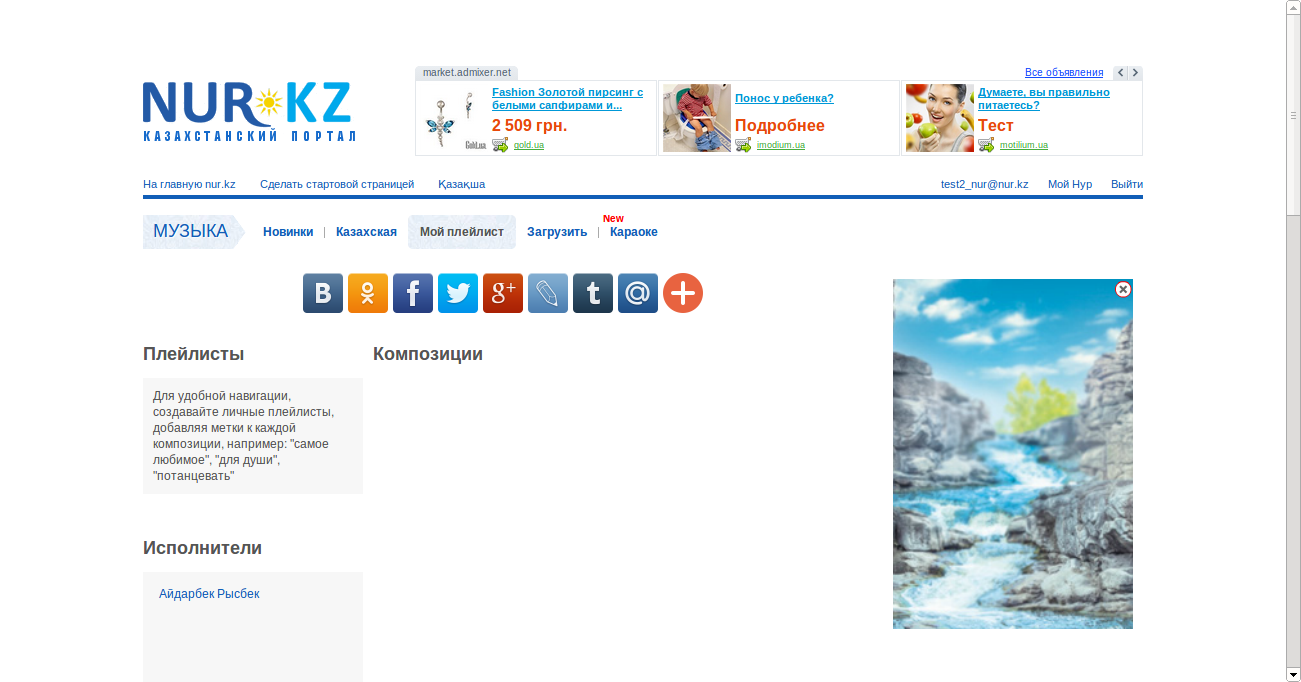 market.admixer.net
Все объявления
NUR KZ
КАЗАХСТАНСКИЙ ПОРТАЛ
Fashion Золотой пирсинг с
белыми сапфирами и...
2 509 грн.
gold.ua
Gold.ua
Понос у ребенка?
Подробнее
imodium.ua
Думаете, вы правильно
питаетесь?
Тест
motilium.ua
На главную nur.kz Сделать стартовой страницей Қазақша test2_nur@nur.kz Мой Нур Выйти
New
МУЗЫКА Новинки | Казахская Мой плейлист Загрузить | Караоке
B f g+ t @
Плейлисты Композиции
Для удобной навигации,
создавайте личные плейлисты,
добавляя метки к каждой
композиции, например: "самое
любимое", "для души",
"потанцевать"
Исполнители
Айдарбек Рысбек